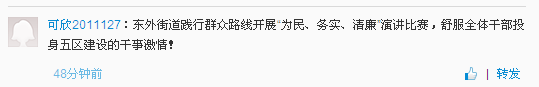 可欣2011127：东外街道践行群众路线开展“为民、务实、清廉”演讲比赛，舒服全体干部投
身五区建设的干事激情！
48分钟前
| 转发